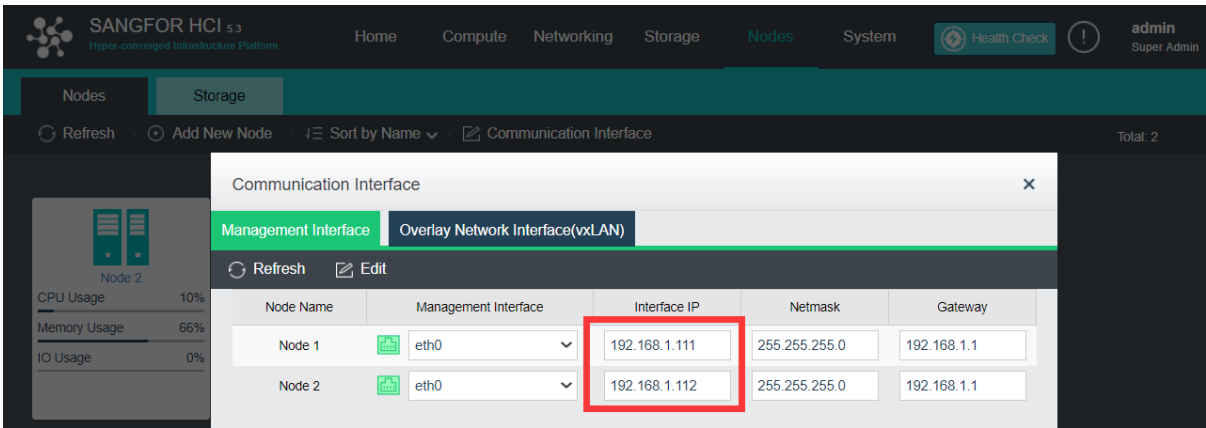 SANGFOR HCI 5.3
Hyper-converged Infrastructure Platform
Home Compute Networking Storage Nodes System Health Check admin
Super Admin
Nodes Storage
Refresh Add New Node Sort by Name Communication Interface Total: 2
Communication Interface
Management Interface Overlay Network Interface(vxLAN)
Refresh Edit
Node Name Management Interface Interface IP Netmask Gateway
Node 1 eth0 192.168.1.111 255.255.255.0 192.168.1.1
Node 2 eth0 192.168.1.112 255.255.255.0 192.168.1.1
Node 2
CPU Usage 10%
Memory Usage 66%
IO Usage 0%